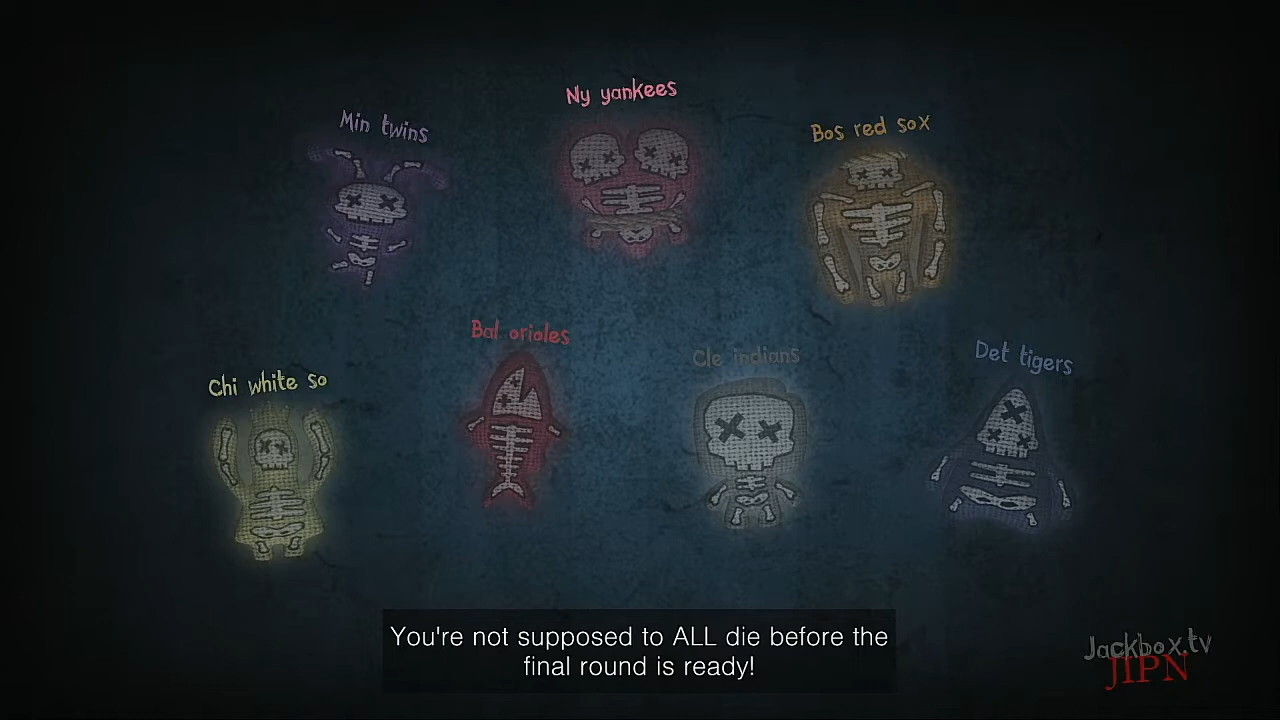 Ny yankees
Min twins
Bos red sox
Bal orioles
Cle indians
Det tigers
Chi white so
You're not supposed to ALL die before the
final round is ready!
Jackbox.tv
JIPN